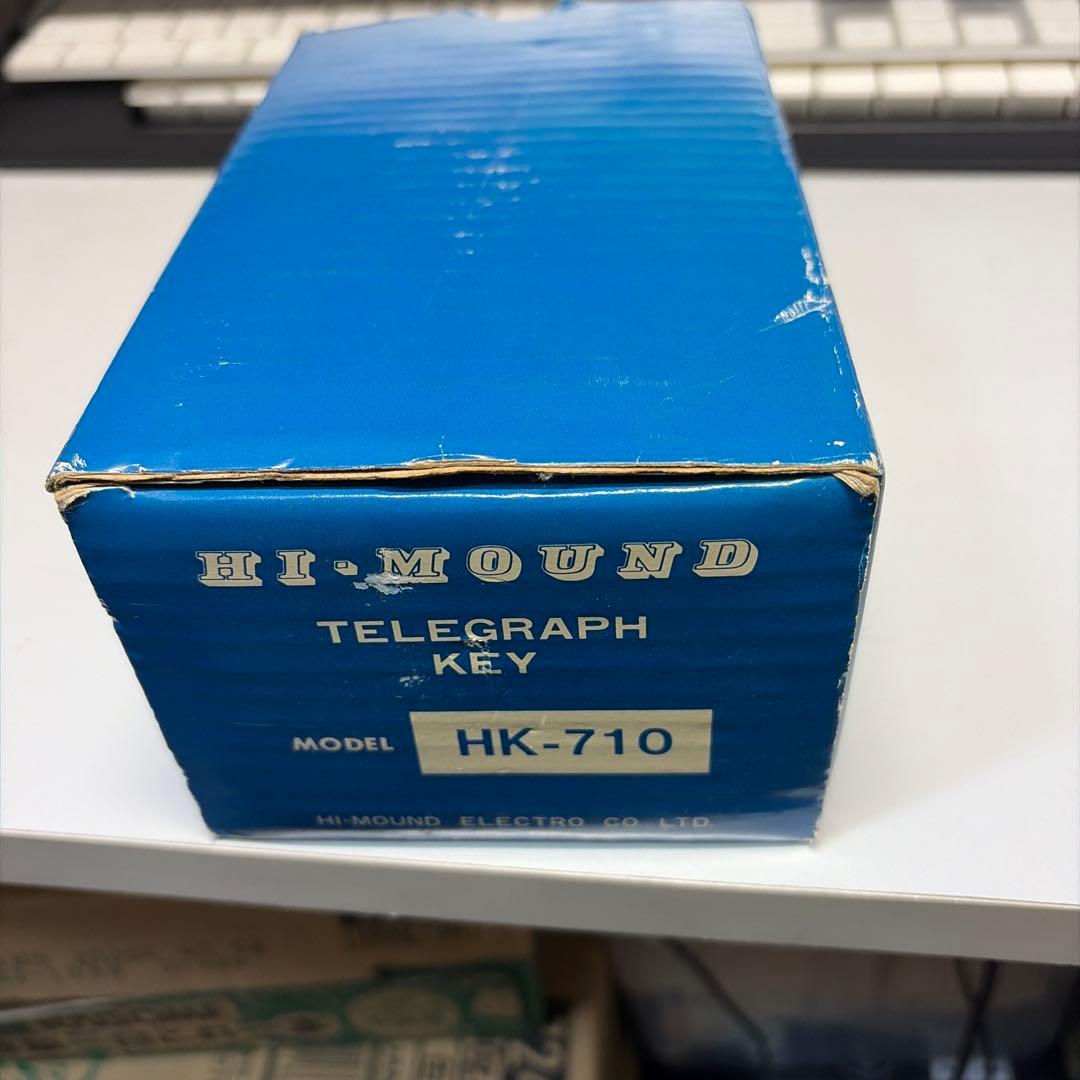 HI-MOUND
TELEGRAPH
KEY
MODEL HK-710
HI-MOUND ELECTRO CO LTD.